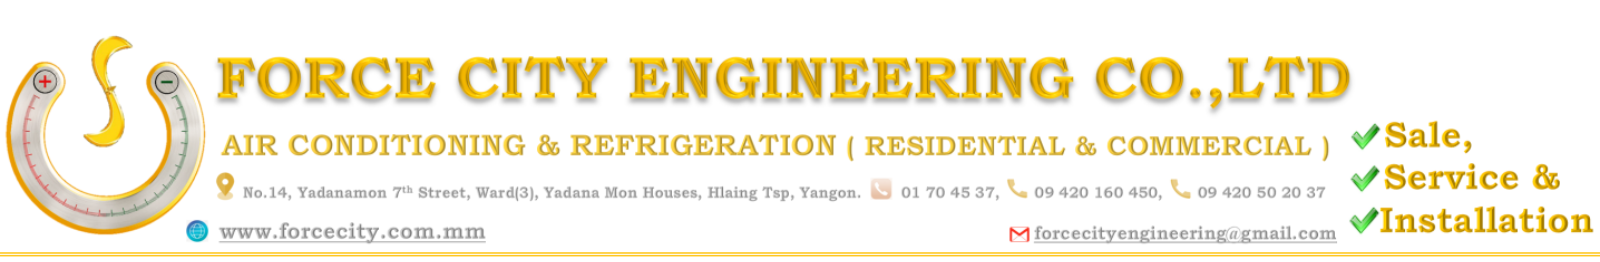 FORCE CITY ENGINEERING CO.,LTD
AIR CONDITIONING & REFRIGERATION ( RESIDENTIAL & COMMERCIAL )
No.14, Yadanamon 7th Street, Ward(3), Yadana Mon Houses, Hlaing Tsp, Yangon. 01 70 45 37, 09 420 160 450, 09 420 50 20 37
www.forcecity.com.mm forcecityengineering@gmail.com
Sale,
Service &
Installation